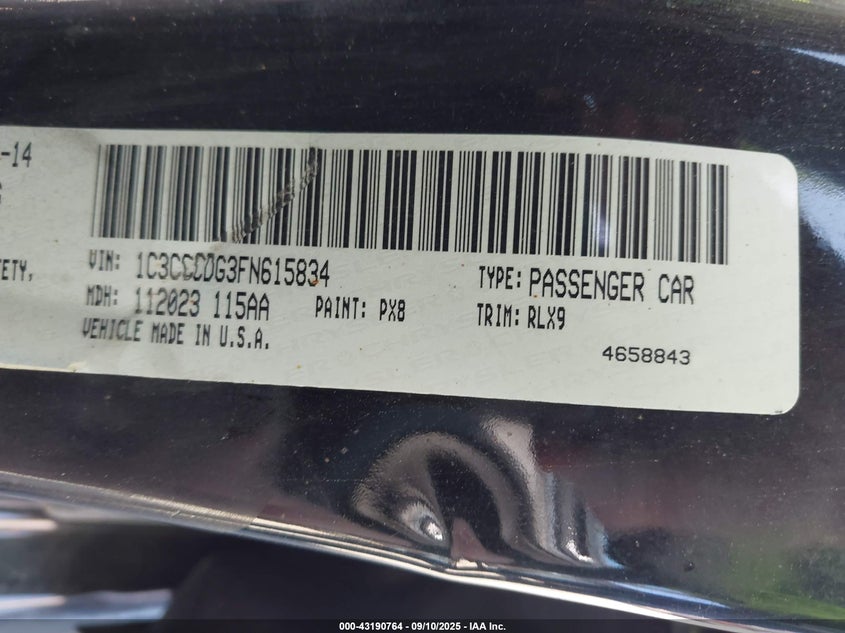 -14
G
ETY,
VIN: 1C3CCCDG3FN615834
TYPE: PASSENGER CAR
MDH: 112023 115AA
PAINT: PX8
TRIM: RLX9
VEHICLE MADE IN U.S.A.
4658843
000-43190764 - 09/10/2025 - IAA Inc.